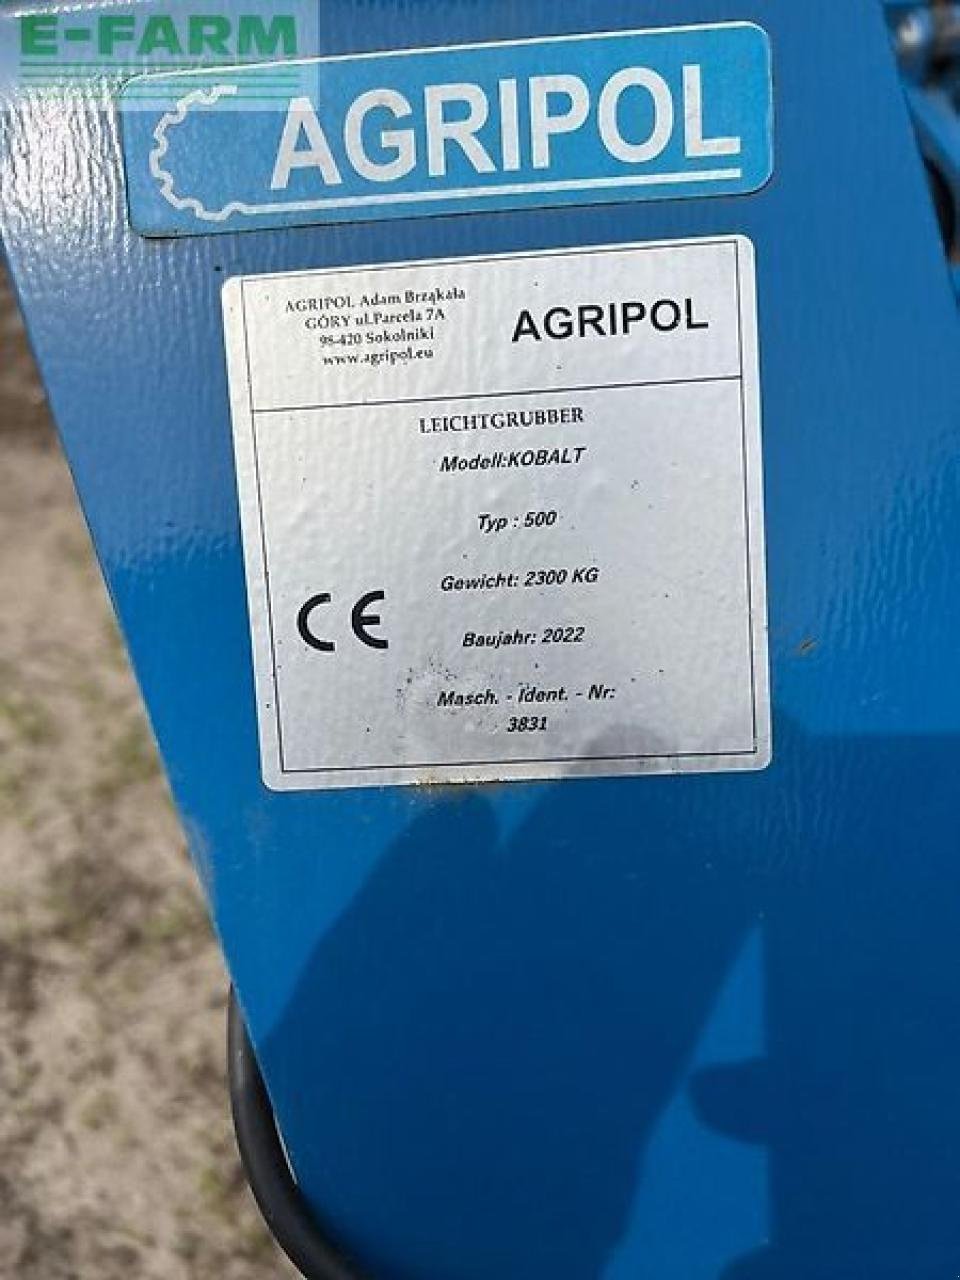 E-FARM
AGRIPOL
AGRIPOL Adam Brząkała
GÓRY ul.Parcela 7A
98-420 Sokolniki
www.agripol.eu
AGRIPOL
LEICHTGRUBBER
Modell:KOBALT
Typ : 500
Gewicht: 2300 KG
CE
Baujahr: 2022
Masch. - Ident. - Nr:
3831